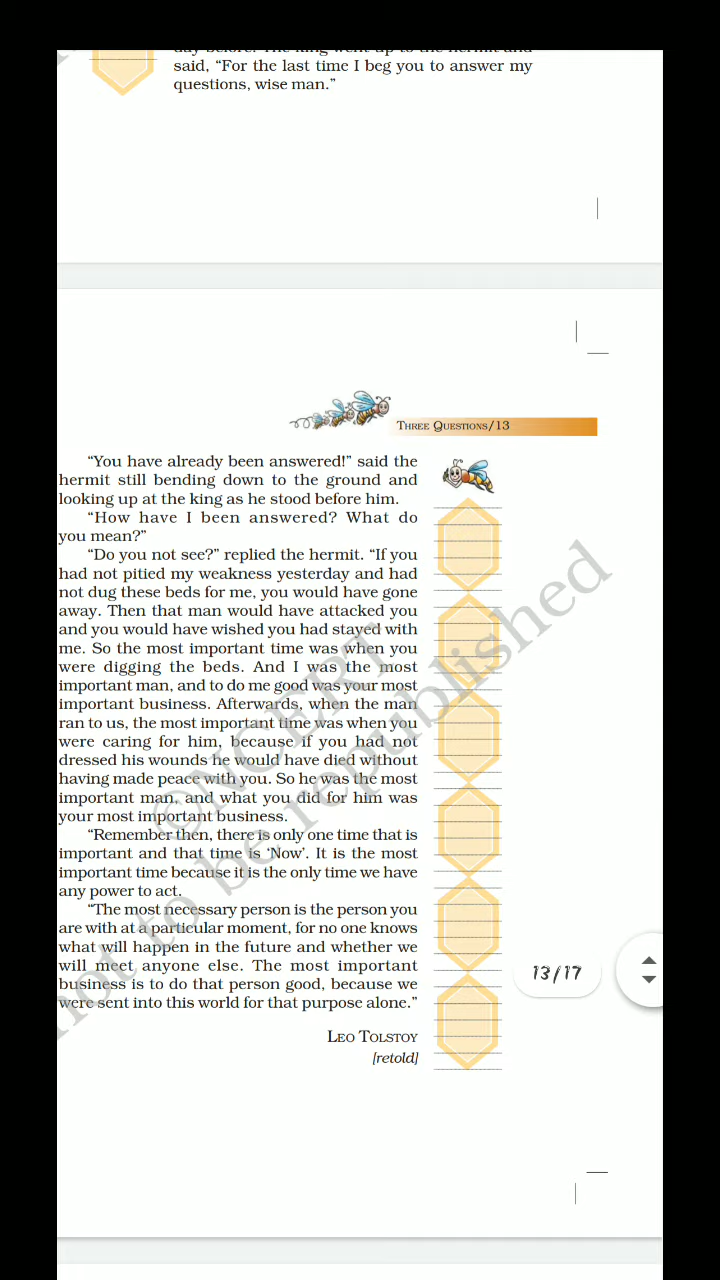 said, “For the last time I beg you to answer my
questions, wise man.”
THREE QUESTIONS/13
“You have already been answered!” said the
hermit still bending down to the ground and
looking up at the king as he stood before him.
“How have I been answered? What do
you mean?”
“Do you not see?” replied the hermit. “If you
had not pitied my weakness yesterday and had
not dug these beds for me, you would have gone
away. Then that man would have attacked you
and you would have wished you had stayed with
me. So the most important time was when you
were digging the beds. And I was the most
important man, and to do me good was your most
important business. Afterwards, when the man
ran to us, the most important time was when you
were caring for him, because if you had not
dressed his wounds he would have died without
having made peace with you. So he was the most
important man, and what you did for him was
your most important business.
“Remember then, there is only one time that is
important and that time is ‘Now’. It is the most
important time because it is the only time we have
any power to act.
“The most necessary person is the person you
are with at a particular moment, for no one knows
what will happen in the future and whether we
will meet anyone else. The most important
business is to do that person good, because we
were sent into this world for that purpose alone.”
LEO TOLSTOY
[retold]
13/17
©NCERT
not to be republished